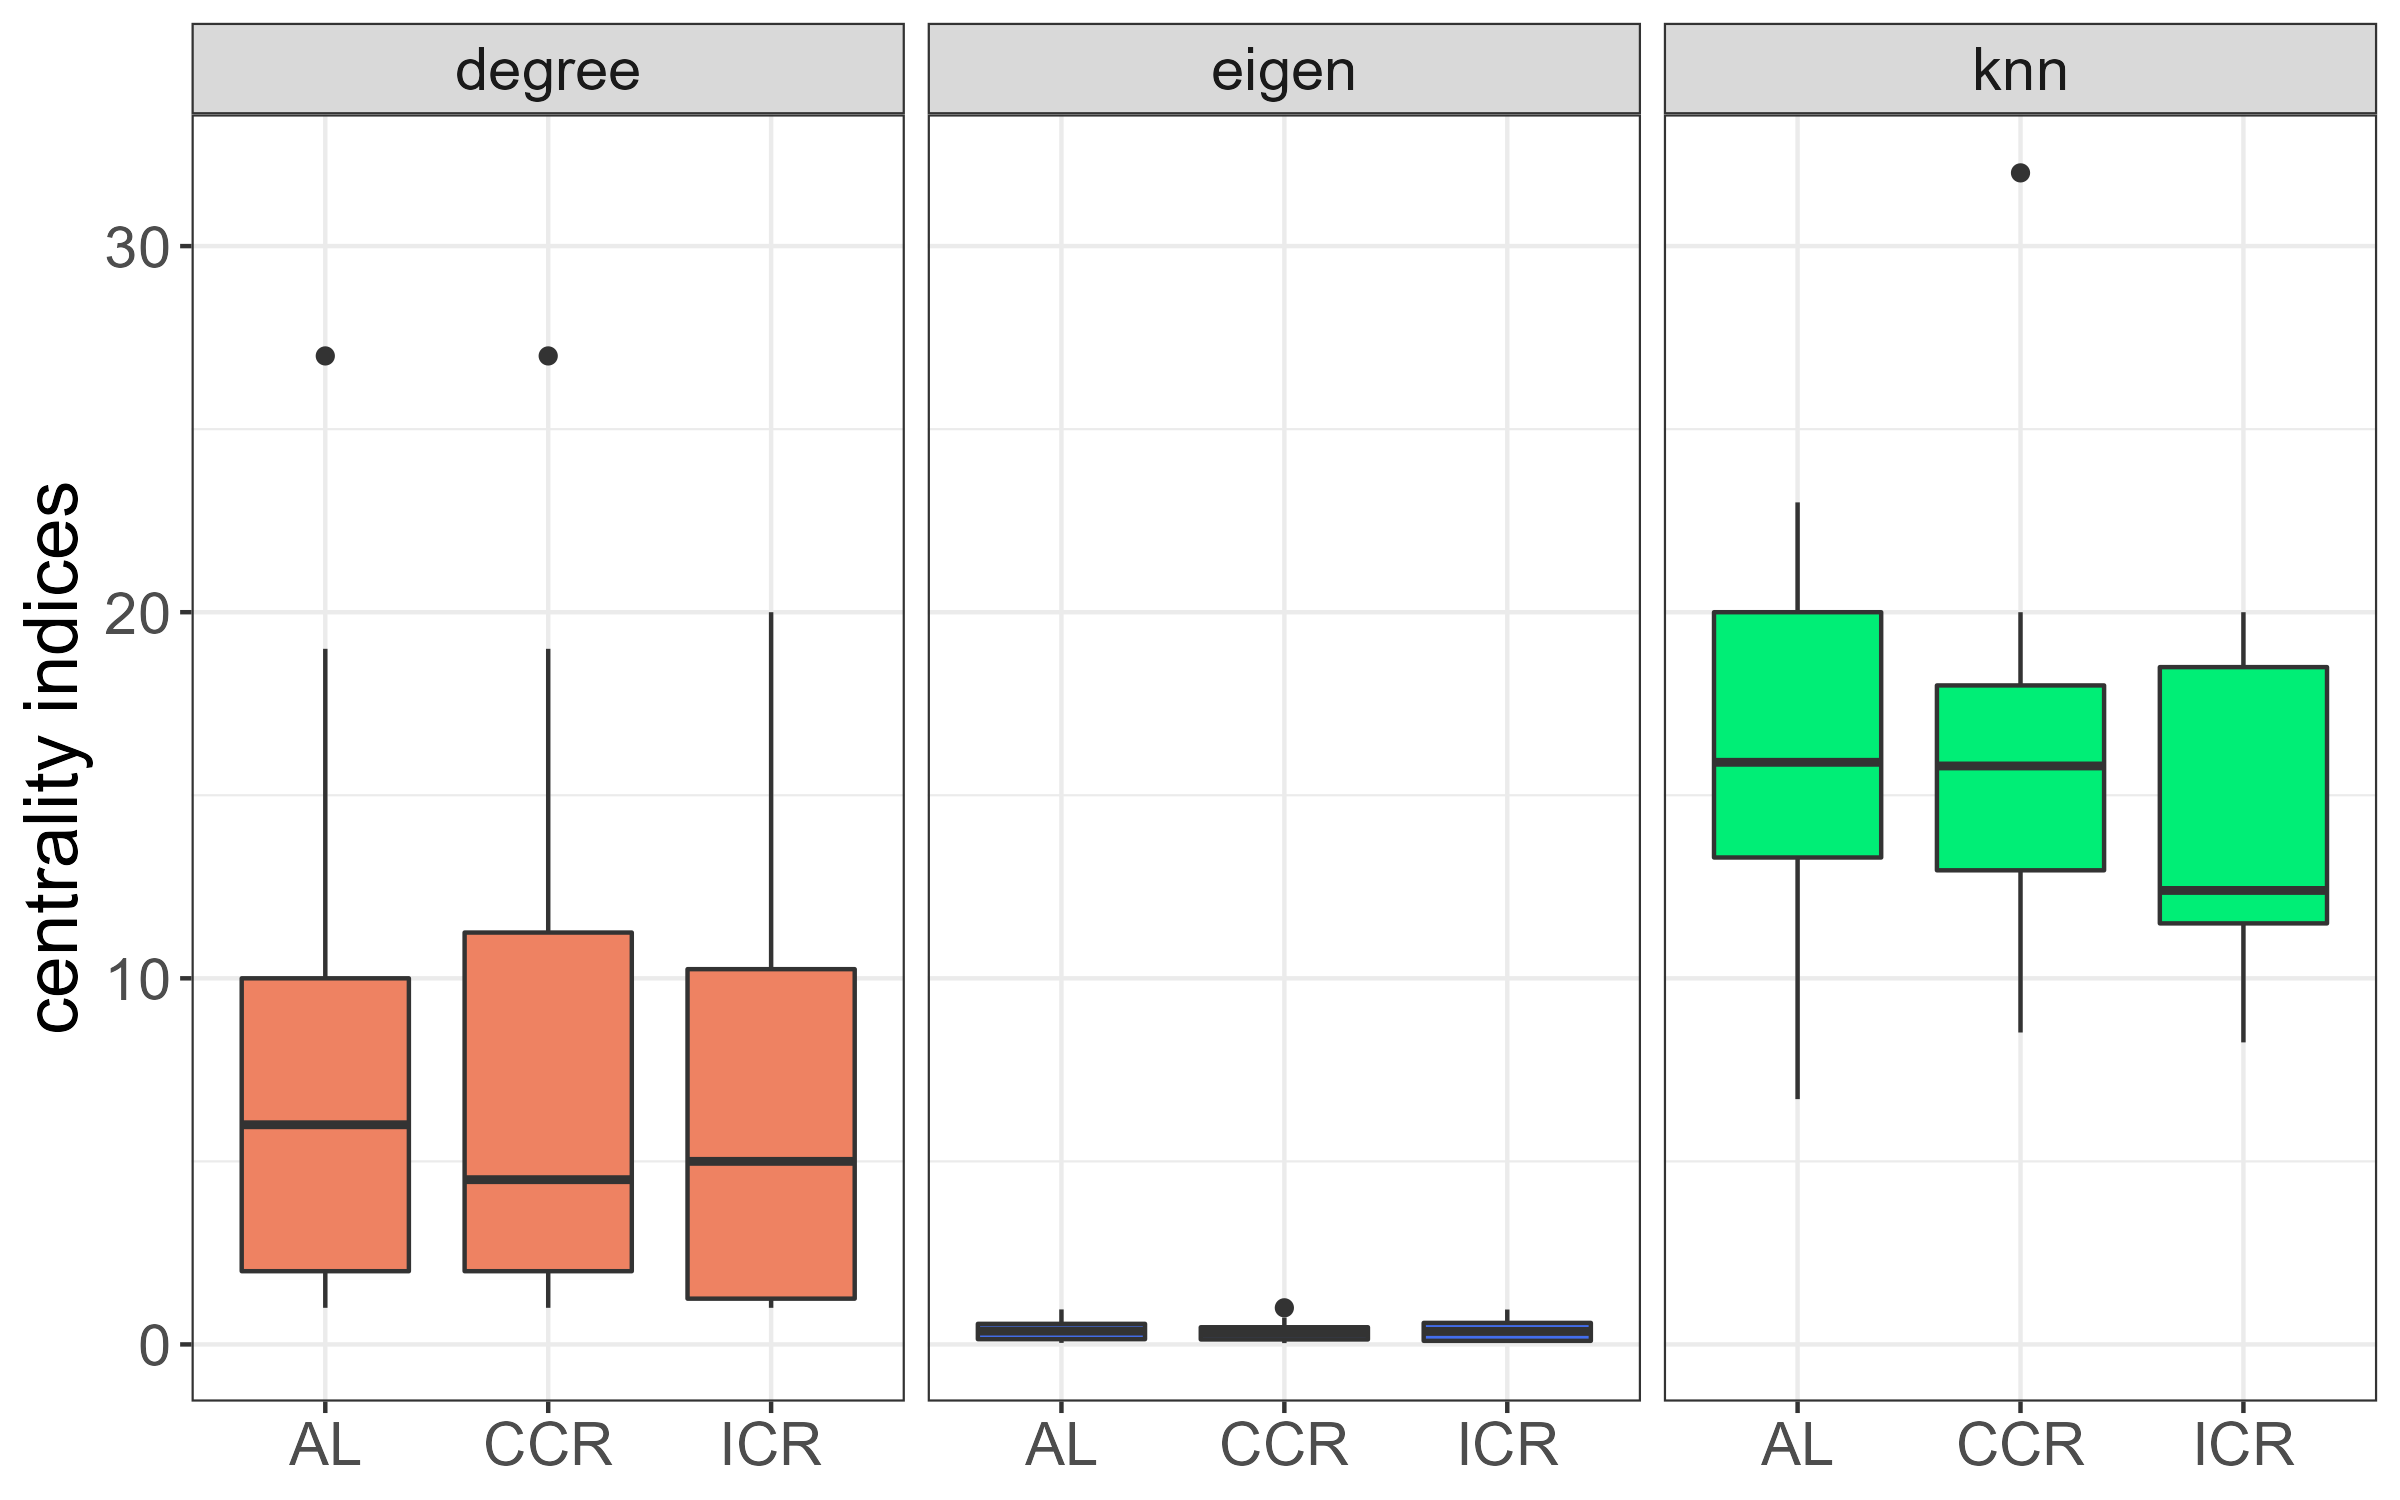 degree eigen knn
centrality indices
30
20
10
0
AL CCR ICR AL CCR ICR AL CCR ICR